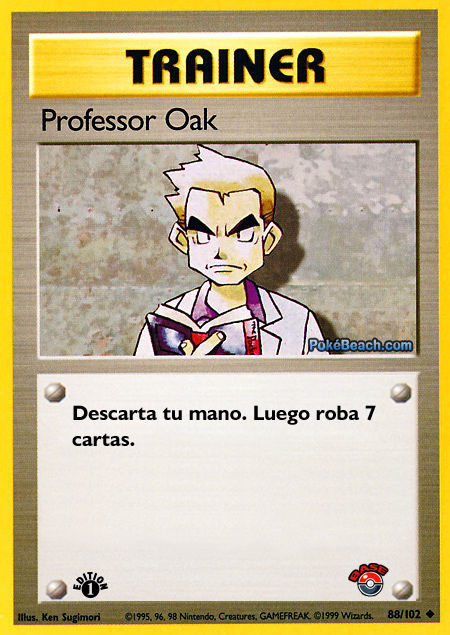 TRAINER
Professor Oak
PokéBeach.com
Descarta tu mano. Luego roba 7
cartas.
EDITION
1
BASE
Illus. Ken Sugimori ©1995, 96, 98 Nintendo, Creatures, GAMEFREAK. ©1999 Wizards. 88/102